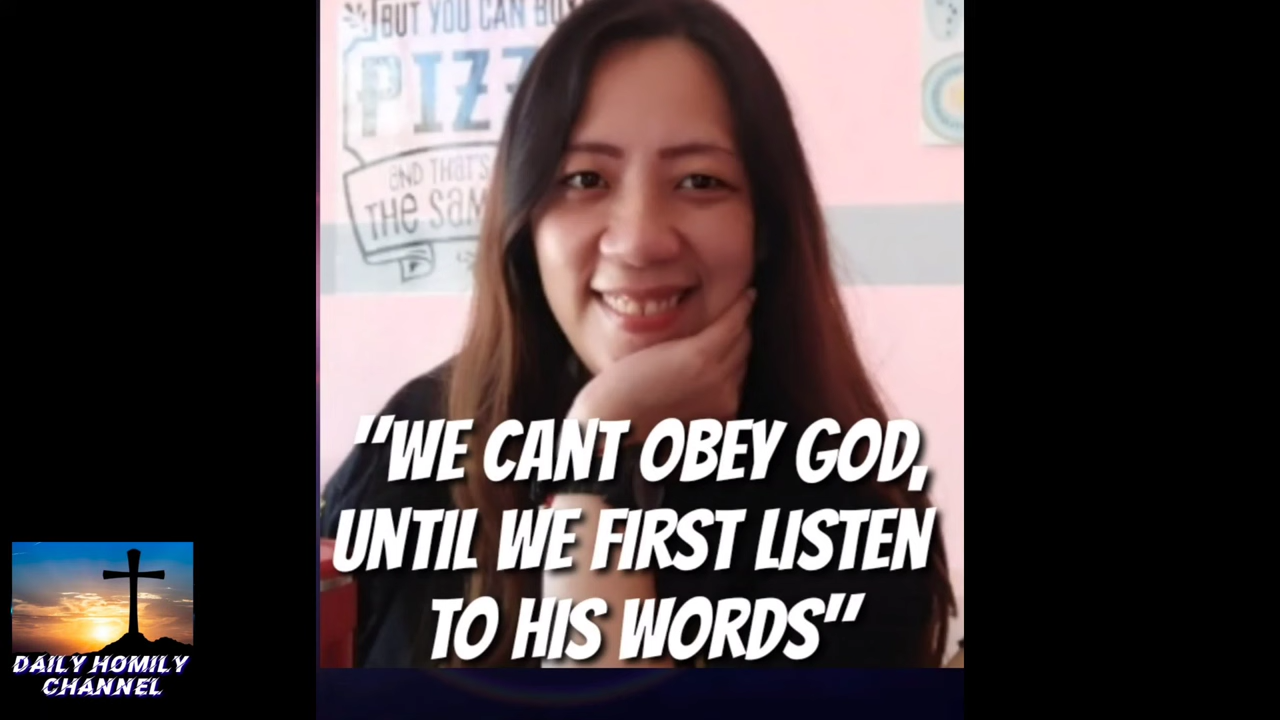 BUT YOU CAN
PIZ
AND THAT'S
THE SAM
"WE CANT OBEY GOD,
UNTIL WE FIRST LISTEN
TO HIS WORDS"
DAILY HOMILY
CHANNEL